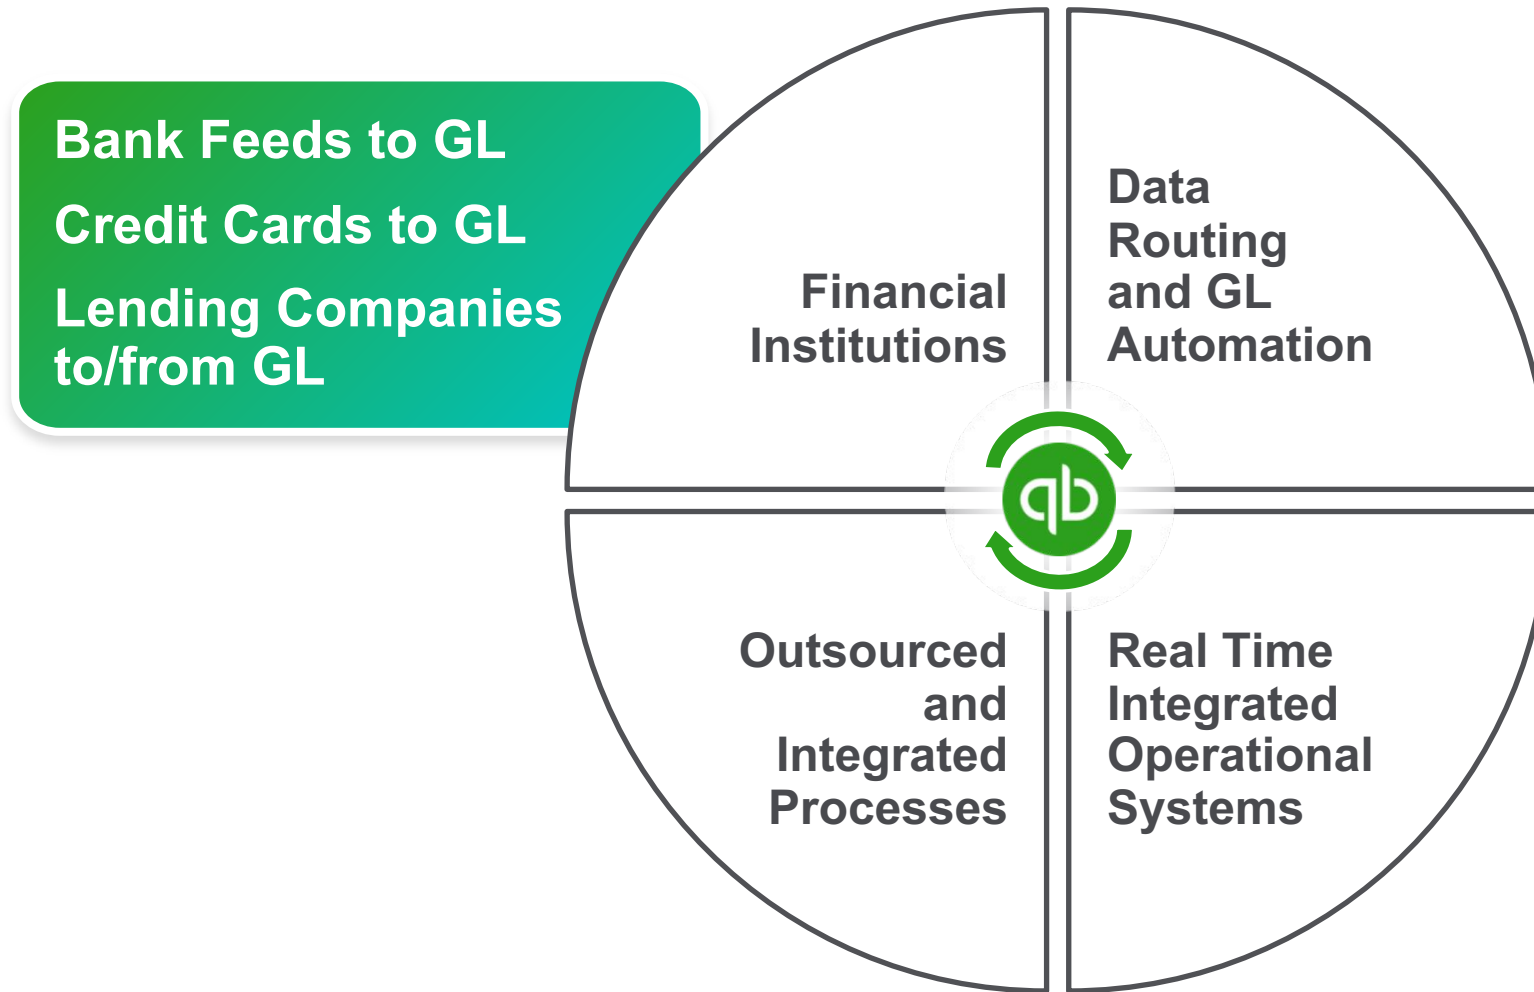 Bank Feeds to GL
Credit Cards to GL
Lending Companies
to/from GL
Financial
Institutions
Data
Routing
and GL
Automation
qb
Outsourced
and
Integrated
Processes
Real Time
Integrated
Operational
Systems